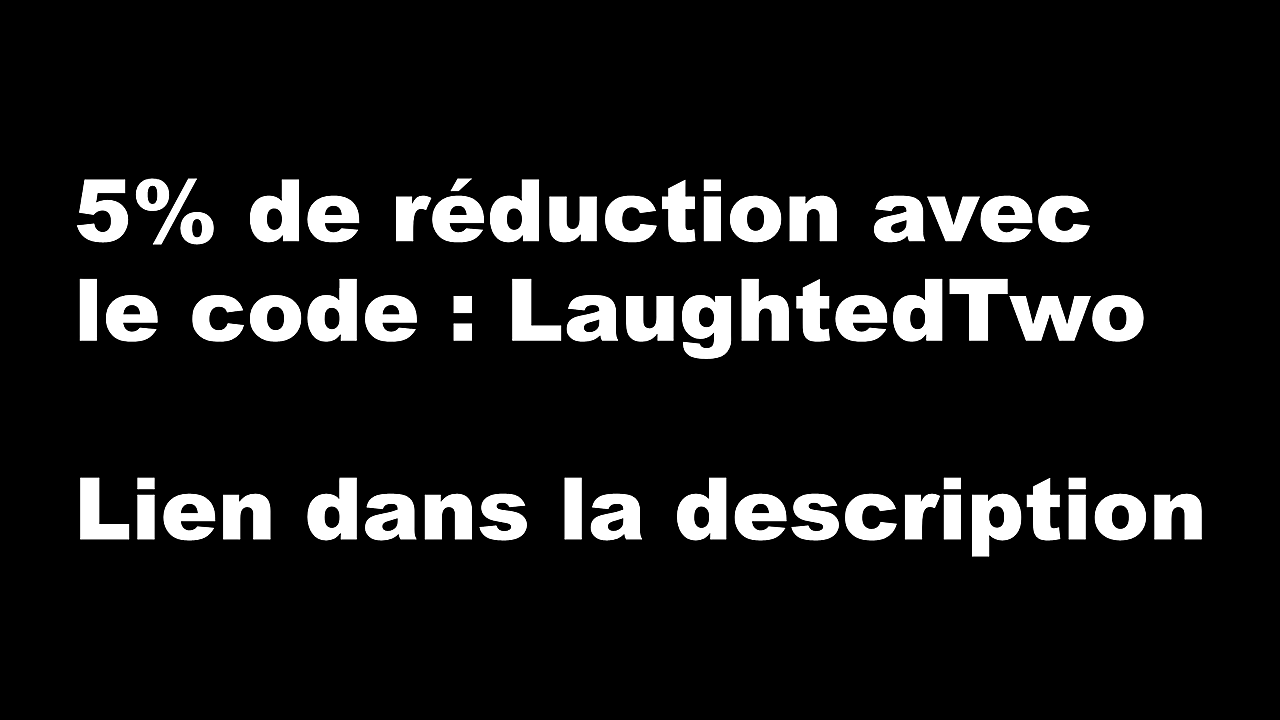 5% de réduction avec
le code : LaughtedTwo
Lien dans la description